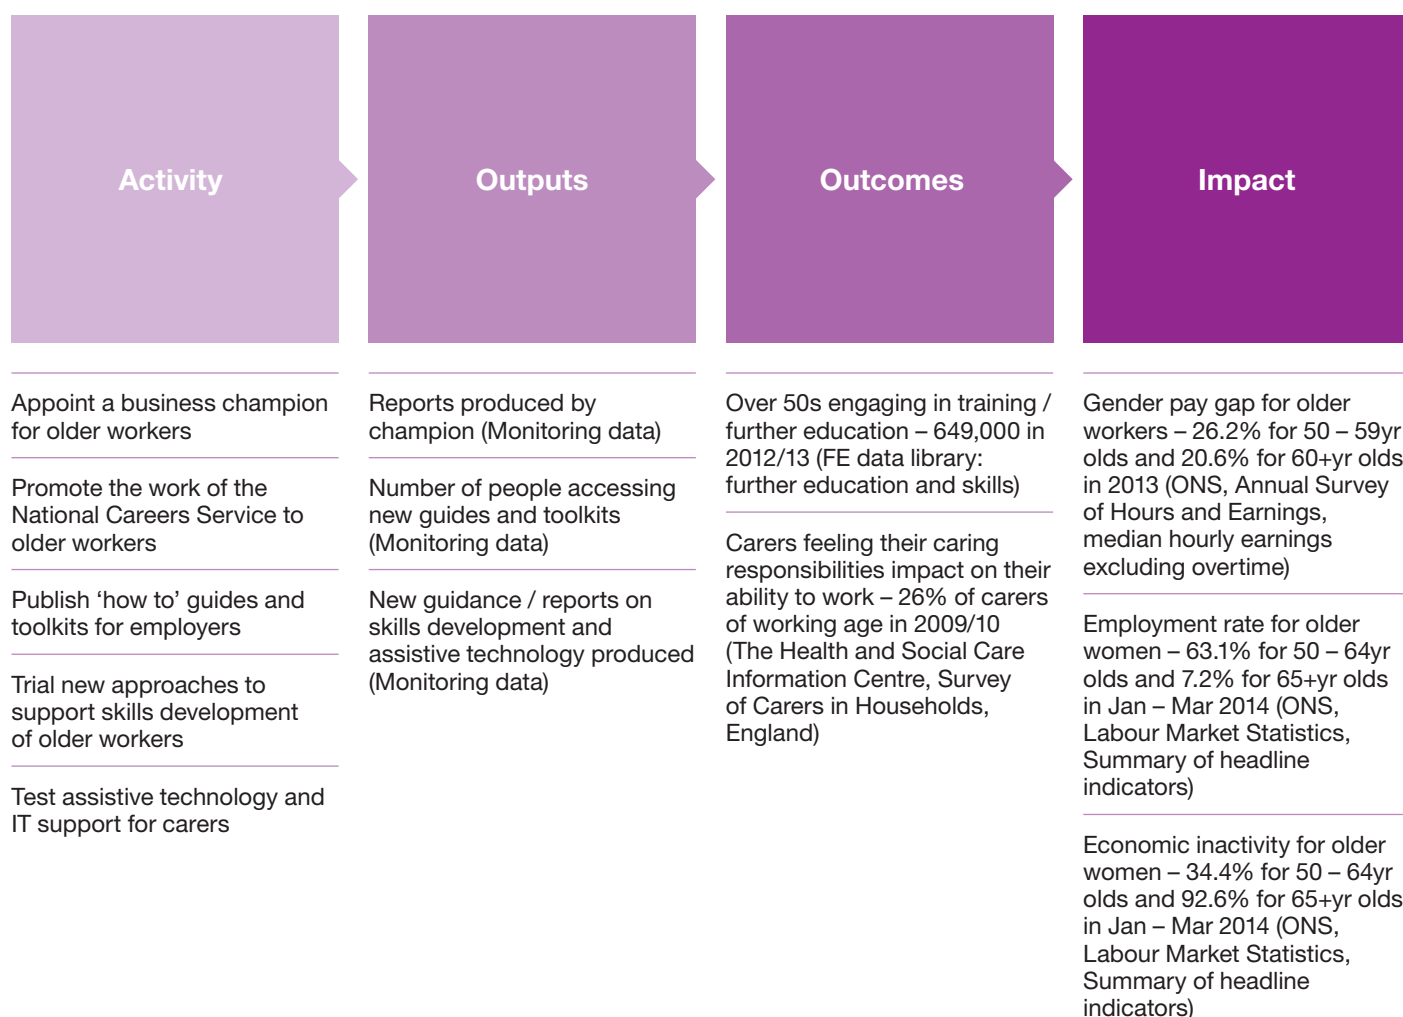 Activity
Outputs
Outcomes
Impact
Appoint a business champion
for older workers
Promote the work of the
National Careers Service to
older workers
Publish ‘how to’ guides and
toolkits for employers
Trial new approaches to
support skills development
of older workers
Test assistive technology and
IT support for carers
Reports produced by
champion (Monitoring data)
Number of people accessing
new guides and toolkits
(Monitoring data)
New guidance / reports on
skills development and
assistive technology produced
(Monitoring data)
Over 50s engaging in training /
further education – 649,000 in
2012/13 (FE data library:
further education and skills)
Carers feeling their caring
responsibilities impact on their
ability to work – 26% of carers
of working age in 2009/10
(The Health and Social Care
Information Centre, Survey
of Carers in Households,
England)
Gender pay gap for older
workers – 26.2% for 50 – 59yr
olds and 20.6% for 60+yr olds
in 2013 (ONS, Annual Survey
of Hours and Earnings,
median hourly earnings
excluding overtime)
Employment rate for older
women – 63.1% for 50 – 64yr
olds and 7.2% for 65+yr olds
in Jan – Mar 2014 (ONS,
Labour Market Statistics,
Summary of headline
indicators)
Economic inactivity for older
women – 34.4% for 50 – 64yr
olds and 92.6% for 65+yr olds
in Jan – Mar 2014 (ONS,
Labour Market Statistics,
Summary of headline
indicators)